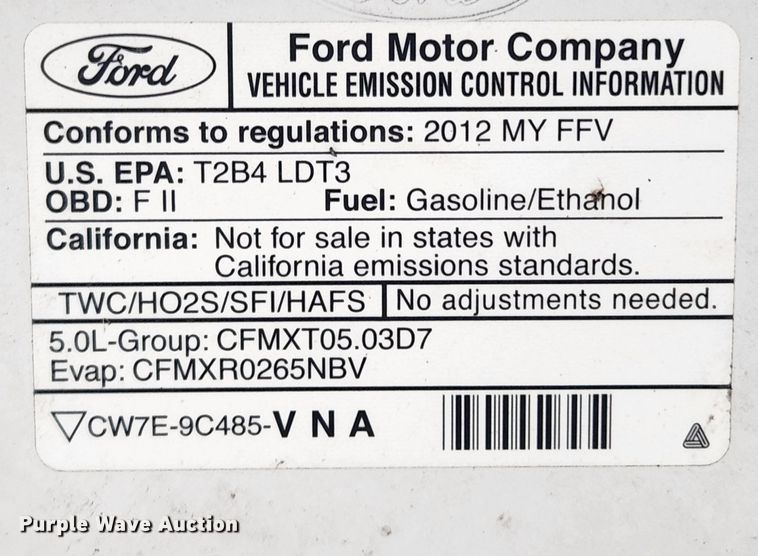 Ford
Ford Motor Company
VEHICLE EMISSION CONTROL INFORMATION
Conforms to regulations: 2012 MY FFV
U.S. EPA: T2B4 LDT3
OBD: F II Fuel: Gasoline/Ethanol
California: Not for sale in states with
California emissions standards.
TWC/HO2S/SFI/HAFS No adjustments needed.
5.0L-Group: CFMXT05.03D7
Evap: CFMXR0265NBV
CW7E-9C485-V N A
Purple Wave Auction